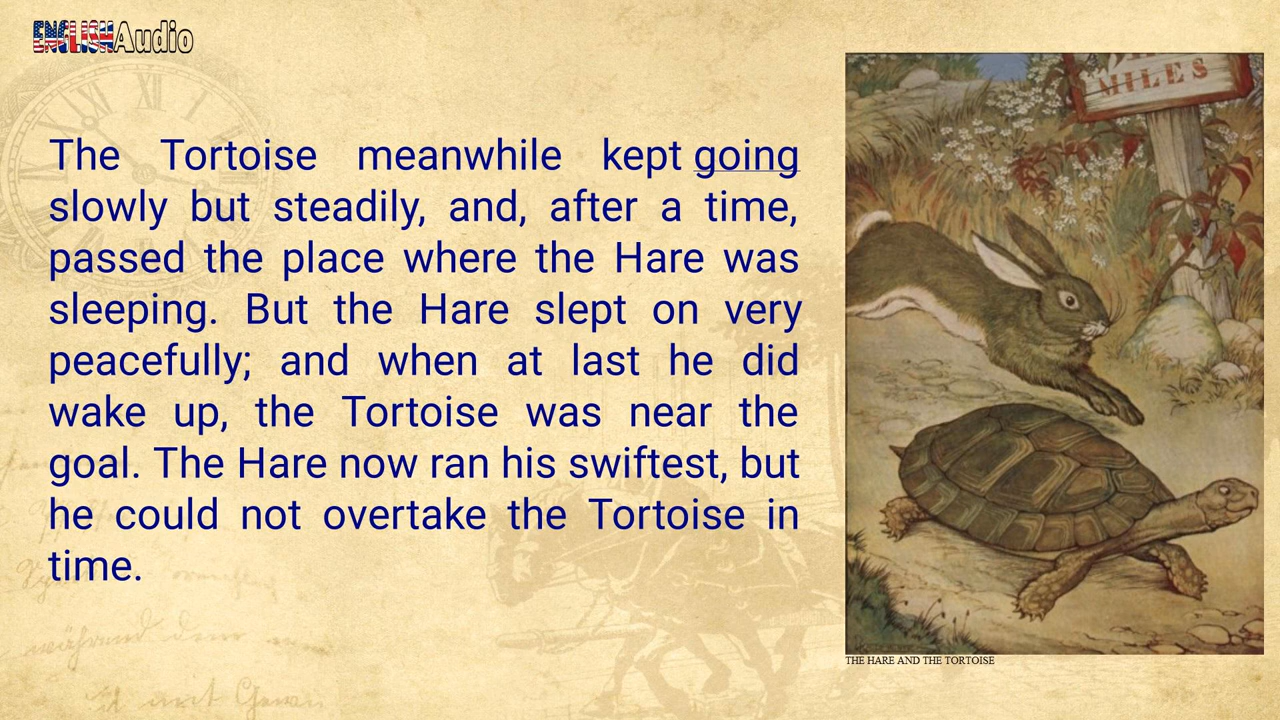 ENGLISHAudio
The Tortoise meanwhile kept going
slowly but steadily, and, after a time,
passed the place where the Hare was
sleeping. But the Hare slept on very
peacefully; and when at last he did
wake up, the Tortoise was near the
goal. The Hare now ran his swiftest, but
he could not overtake the Tortoise in
time.
MILES
THE HARE AND THE TORTOISE